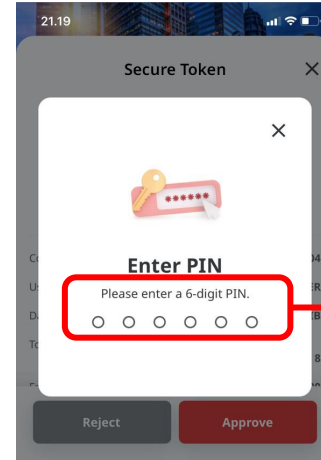 21.19
Secure Token
Enter PIN
Please enter a 6-digit PIN.
Reject
Approve